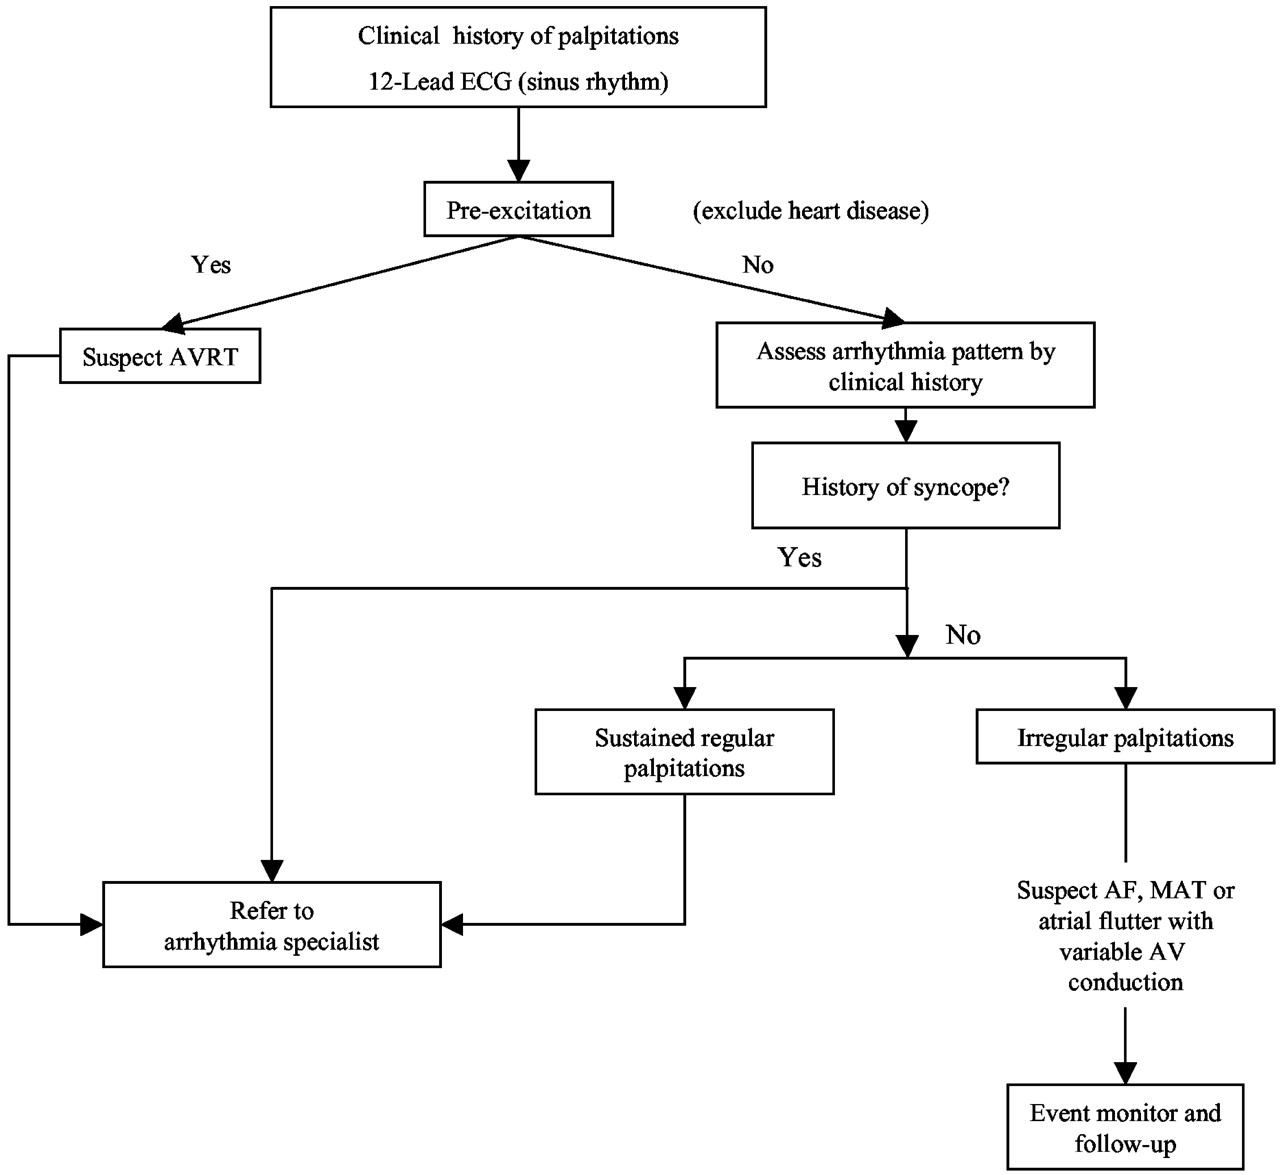 Clinical history of palpitations
12-Lead ECG (sinus rhythm)
Pre-excitation
(exclude heart disease)
Yes
No
Suspect AVRT
Assess arrhythmia pattern by
clinical history
History of syncope?
Yes
No
Sustained regular
palpitations
Irregular palpitations
Refer to
arrhythmia specialist
Suspect AF, MAT or
atrial flutter with
variable AV
conduction
Event monitor and
follow-up